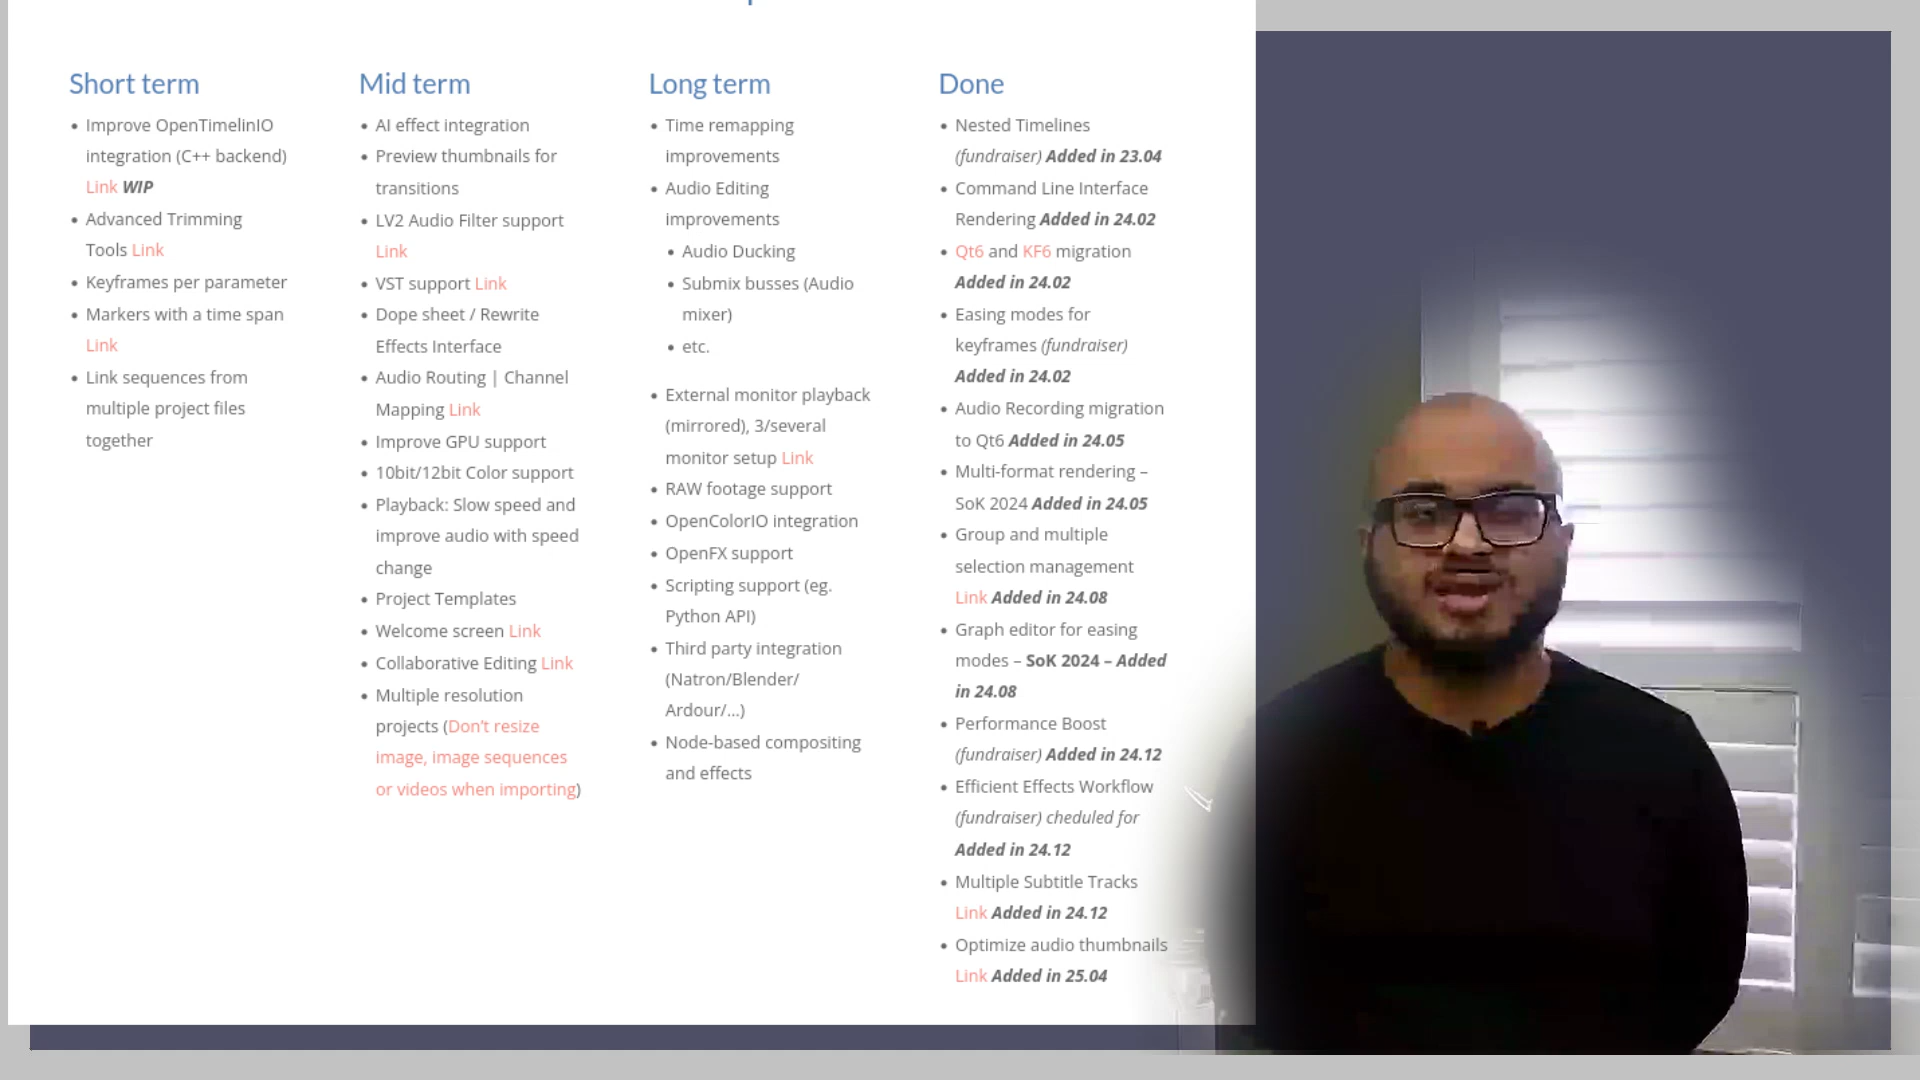 Short term
• Improve OpenTimelinIO
integration (C++ backend)
Link WIP
• Advanced Trimming
Tools Link
• Keyframes per parameter
• Markers with a time span
Link
• Link sequences from
multiple project files
together
Mid term
• AI effect integration
• Preview thumbnails for
transitions
• LV2 Audio Filter support
Link
• VST support Link
• Dope sheet / Rewrite
Effects Interface
• Audio Routing | Channel
Mapping Link
• Improve GPU support
• 10bit/12bit Color support
• Playback: Slow speed and
improve audio with speed
change
• Project Templates
• Welcome screen Link
• Collaborative Editing Link
• Multiple resolution
projects (Don't resize
image, image sequences
or videos when importing)
Long term
• Time remapping
improvements
• Audio Editing
improvements
• Audio Ducking
• Submix busses (Audio
mixer)
• etc.
• External monitor playback
(mirrored), 3/several
monitor setup Link
• RAW footage support
• OpenColorIO integration
• OpenFX support
• Scripting support (eg.
Python API)
• Third party integration
(Natron/Blender/
Ardour/...)
• Node-based compositing
and effects
Done
• Nested Timelines
(fundraiser) Added in 23.04
• Command Line Interface
Rendering Added in 24.02
• Qt6 and KF6 migration
Added in 24.02
• Easing modes for
keyframes (fundraiser)
Added in 24.02
• Audio Recording migration
to Qt6 Added in 24.05
• Multi-format rendering –
SoK 2024 Added in 24.05
• Group and multiple
selection management
Link Added in 24.08
• Graph editor for easing
modes – SoK 2024 – Added
in 24.08
• Performance Boost
(fundraiser) Added in 24.12
• Efficient Effects Workflow
(fundraiser) cheduled for
Added in 24.12
• Multiple Subtitle Tracks
Link Added in 24.12
• Optimize audio thumbnails
Link Added in 25.04